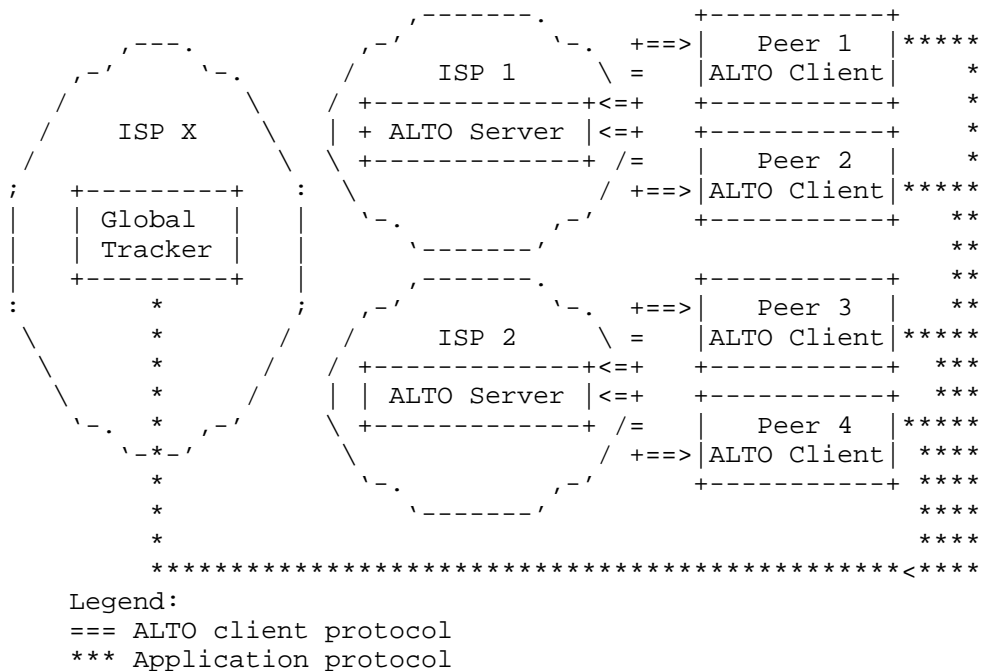 Peer 1
ALTO Client
ISP 1
ISP X
ALTO Server
Peer 2
ALTO Client
Global
Tracker
Peer 3
ALTO Client
ISP 2
ALTO Server
Peer 4
ALTO Client
Legend:
=== ALTO client protocol
*** Application protocol